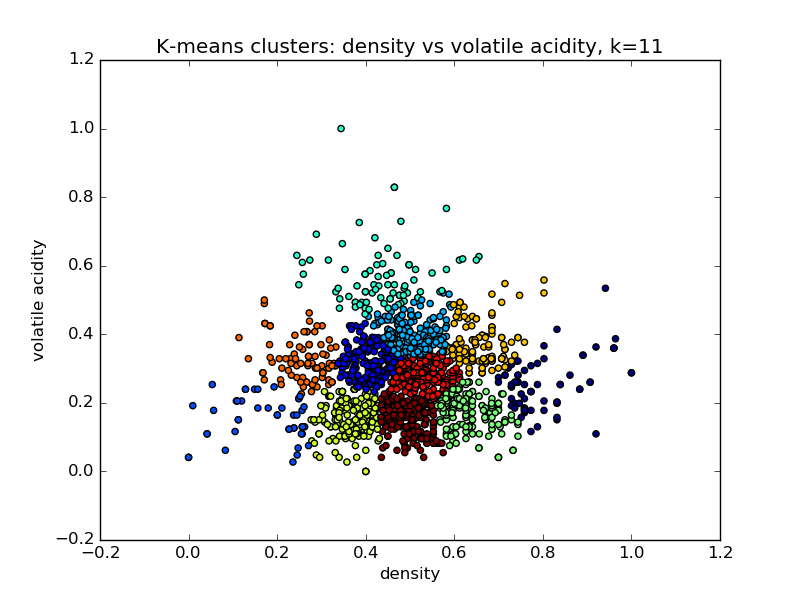 K-means clusters: density vs volatile acidity, k=11
1.2
1.0
0.8
0.6
0.4
0.2
0.0
−0.2
volatile acidity
−0.2 0.0 0.2 0.4 0.6 0.8 1.0 1.2
density